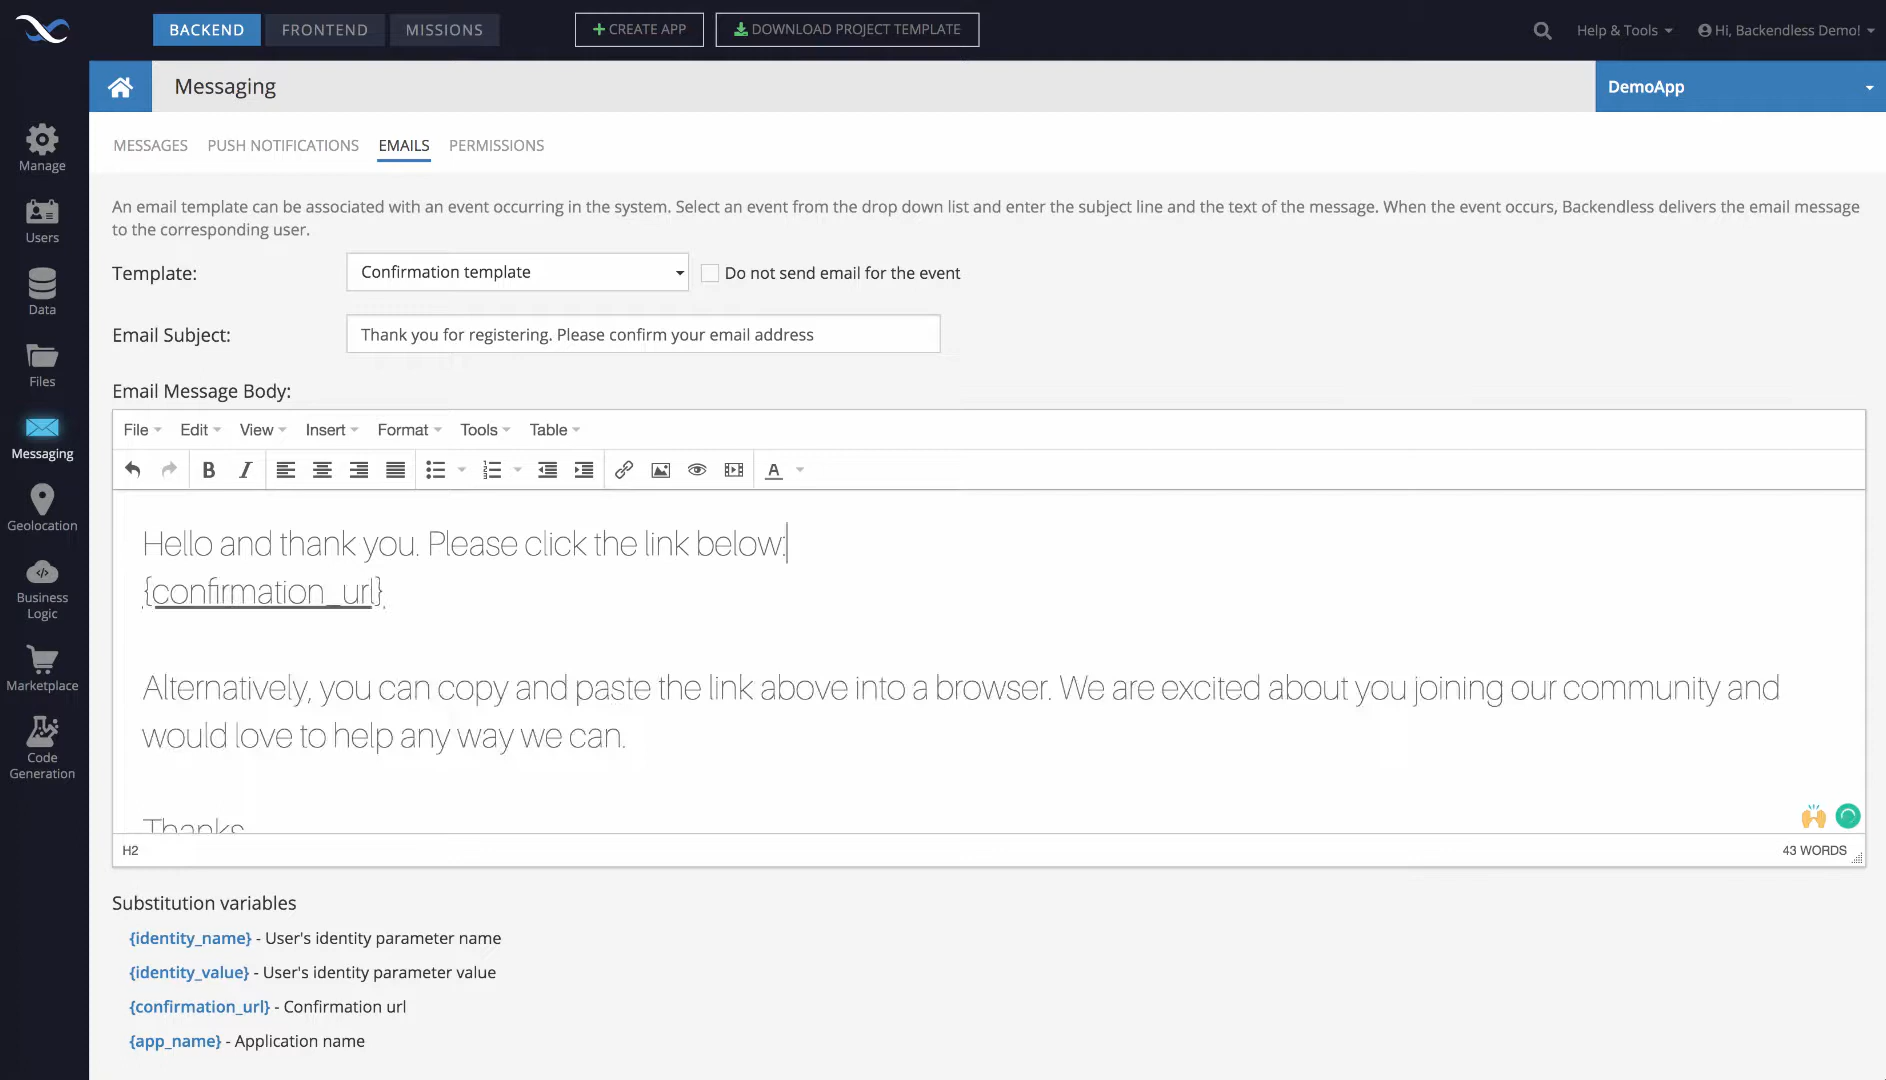 BACKEND FRONTEND MISSIONS CREATE APP DOWNLOAD PROJECT TEMPLATE Help & Tools Hi, Backendless Demo!
Messaging DemoApp
MESSAGES PUSH NOTIFICATIONS EMAILS PERMISSIONS
Manage
Users
Data
Files
Messaging
Geolocation
Business
Logic
Marketplace
Code
Generation
An email template can be associated with an event occurring in the system. Select an event from the drop down list and enter the subject line and the text of the message. When the event occurs, Backendless delivers the email message
to the corresponding user.
Template: Confirmation template Do not send email for the event
Email Subject: Thank you for registering. Please confirm your email address
Email Message Body:
File Edit View Insert Format Tools Table
B I A
Hello and thank you. Please click the link below:
{confirmation_url}
Alternatively, you can copy and paste the link above into a browser. We are excited about you joining our community and
would love to help any way we can.
Thanks
H2 43 WORDS
Substitution variables
{identity_name} - User's identity parameter name
{identity_value} - User's identity parameter value
{confirmation_url} - Confirmation url
{app_name} - Application name